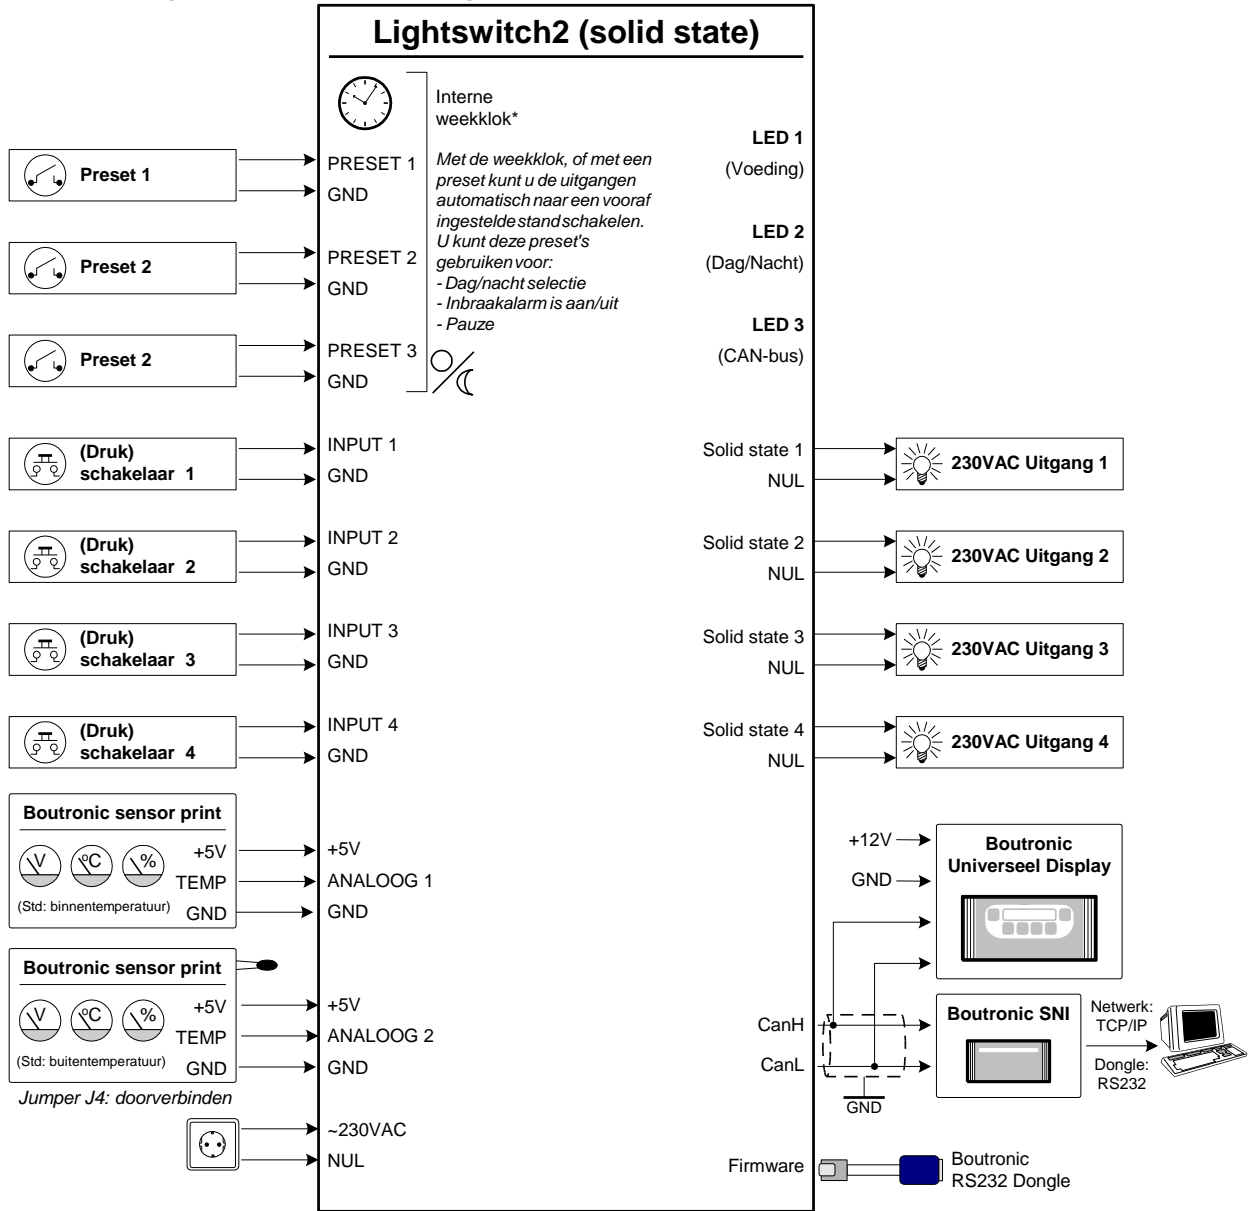 Lightswitch2 (solid state)
Interne
weekklok*
Met de weekklok, of met een
preset kunt u de uitgangen
automatisch naar een vooraf
ingestelde stand schakelen.
U kunt deze preset's
gebruiken voor:
- Dag/nacht selectie
- Inbraakalarm is aan/uit
- Pauze
LED 1
(Voeding)
LED 2
(Dag/Nacht)
LED 3
(CAN-bus)
Preset 1
PRESET 1
GND
Preset 2
PRESET 2
GND
Preset 2
PRESET 3
GND
(Druk)
schakelaar 1
INPUT 1
GND
Solid state 1
NUL
230VAC Uitgang 1
(Druk)
schakelaar 2
INPUT 2
GND
Solid state 2
NUL
230VAC Uitgang 2
(Druk)
schakelaar 3
INPUT 3
GND
Solid state 3
NUL
230VAC Uitgang 3
(Druk)
schakelaar 4
INPUT 4
GND
Solid state 4
NUL
230VAC Uitgang 4
Boutronic sensor print
V
ºC
%
+5V
TEMP
GND
(Std: binnentemperatuur)
+5V
ANALOOG 1
GND
+12V
GND
Boutronic
Universeel Display
Boutronic sensor print
V
ºC
%
+5V
TEMP
GND
(Std: buitentemperatuur)
Jumper J4: doorverbinden
+5V
ANALOOG 2
GND
CanH
CanL
GND
Boutronic SNI
Netwerk:
TCP/IP
Dongle:
RS232
~230VAC
NUL
Firmware
Boutronic
RS232 Dongle